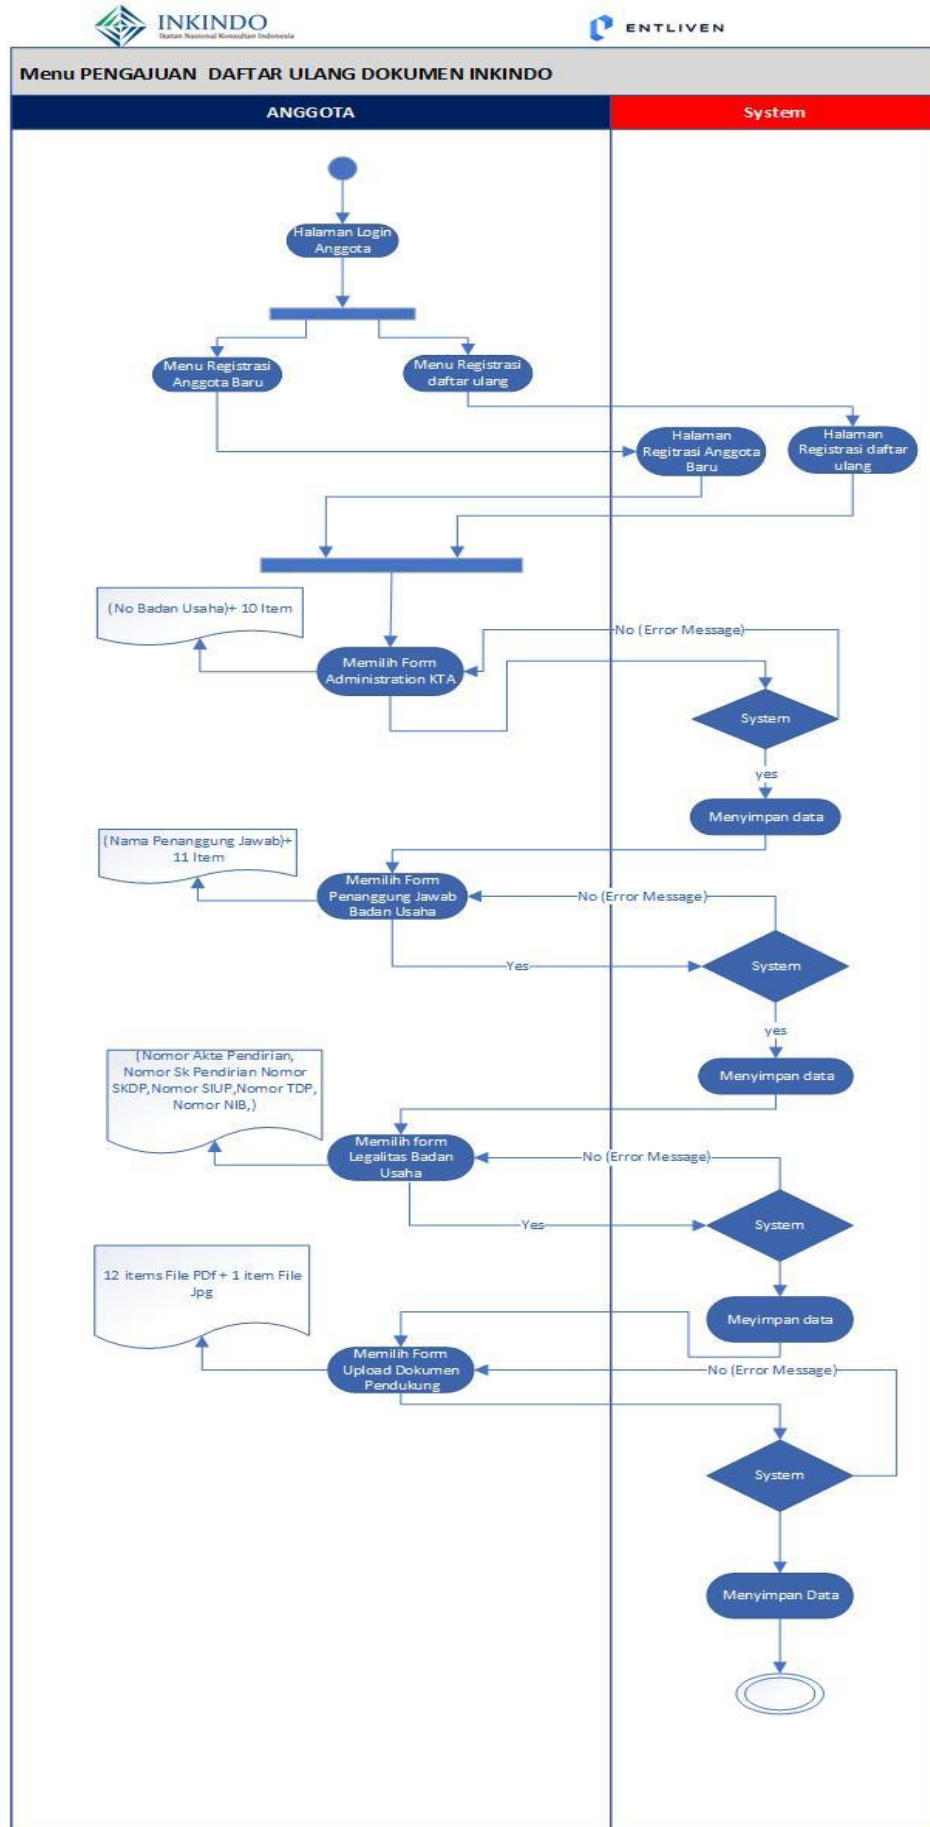 INKINDO
Ikatan Nasional Konsultan Indonesia
ENTLIVEN
Menu PENGAJUAN DAFTAR ULANG DOKUMEN INKINDO
ANGGOTA
System
Halaman Login
Anggota
Menu Registrasi
Anggota Baru
Menu Registrasi
daftar ulang
Halaman
Regitrasi Anggota
Baru
Halaman
Registrasi daftar
ulang
(No Badan Usaha)+ 10 Item
No (Error Message)
Memilih Form
Administration KTA
System
yes
Menyimpan data
(Nama Penanggung Jawab)+
11 Item
Memilih Form
Penanggung Jawab
Badan Usaha
No (Error Message)
Yes
System
yes
Menyimpan data
(Nomor Akte Pendirian,
Nomor Sk Pendirian Nomor
SKDP,Nomor SIUP,Nomor TDP,
Nomor NIB,)
Memilih form
Legalitas Badan
Usaha
No (Error Message)
Yes
System
12 items File PDf + 1 item File
Jpg
Meyimpan data
Memilih Form
Upload Dokumen
Pendukung
No (Error Message)
System
Menyimpan Data